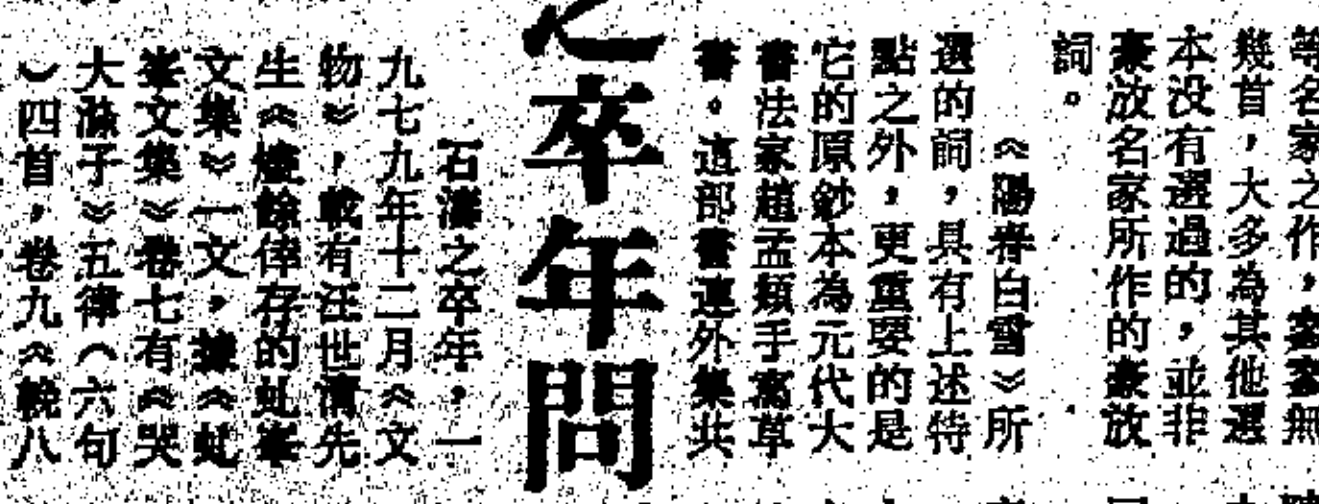 等名家之作，寥寥無
幾首，大多為其他選
本没有選過的，並非
豪放名家所作的豪放
詞。
《陽春白雪》所
選的詞，具有上述特
點之外，更重要的是
它的原鈔本為元代大
書法家趙孟頫手寫草
書。這部書連外集共
之卒年問
石濤之卒年，一
九七九年十二月《文
物》，載有汪世清先
生《燼餘倖存的虬峯
文集》一文，據《虬
峯文集》卷七有《哭
大滌子》五律（六句
）四首，卷九《輓八